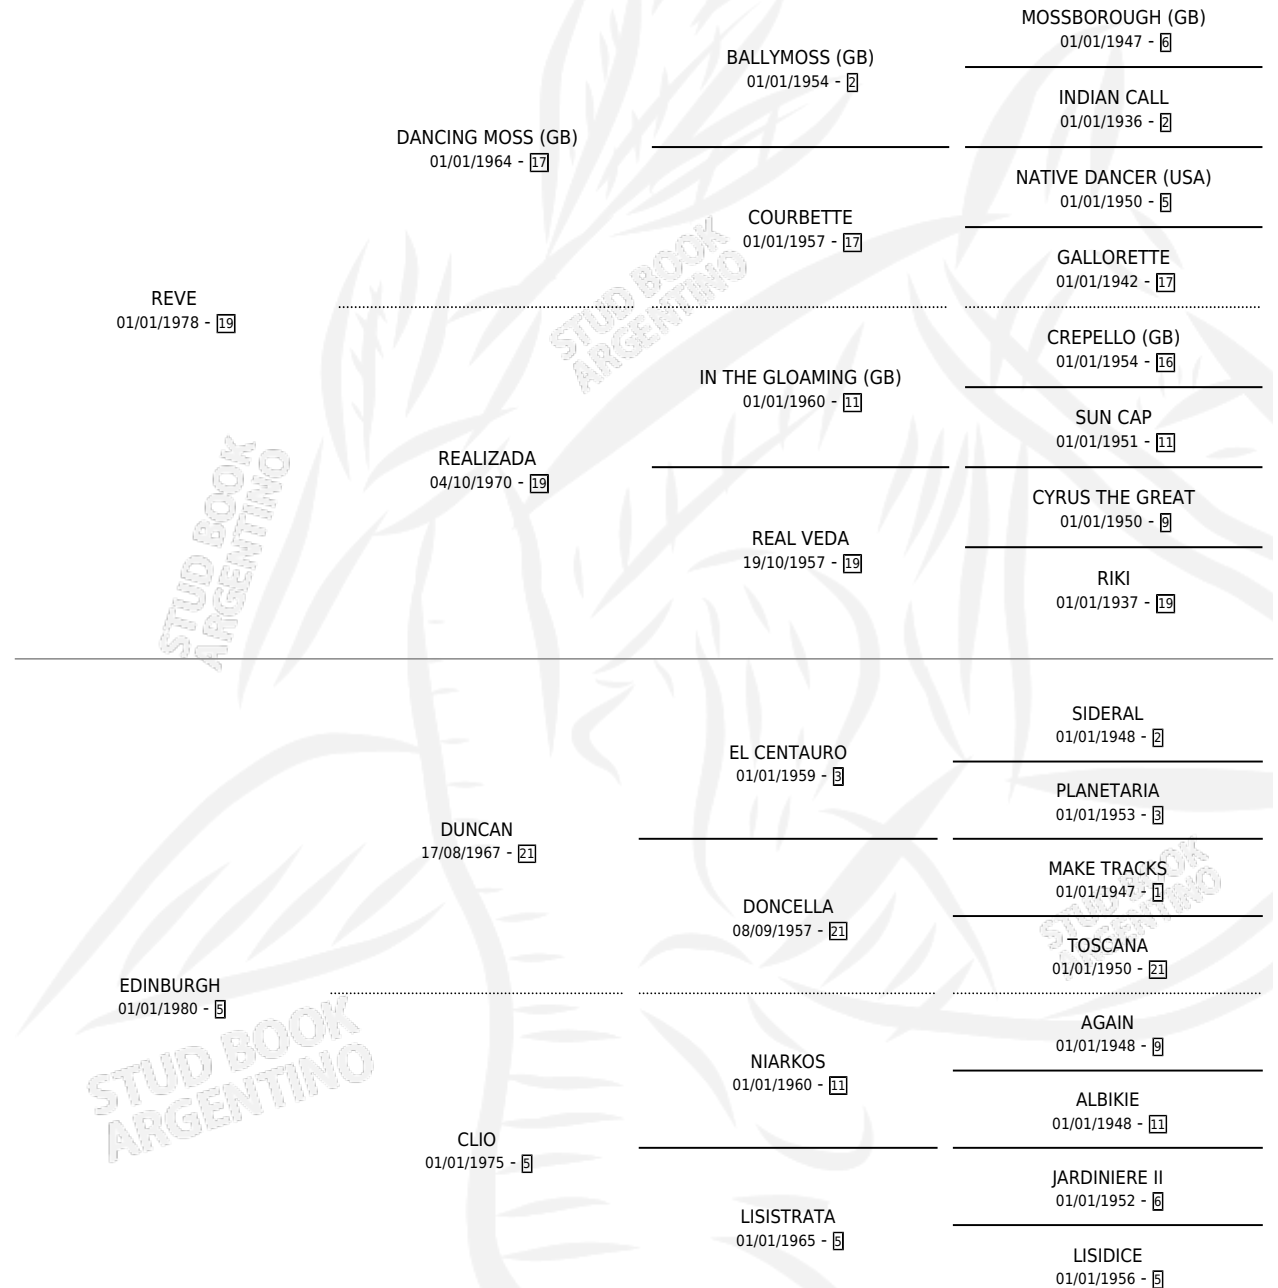 MOSSBOROUGH (GB)
01/01/1947 - 6
BALLYMOSS (GB)
01/01/1954 - 2
INDIAN CALL
01/01/1936 - 2
DANCING MOSS (GB)
01/01/1964 - 17
NATIVE DANCER (USA)
01/01/1950 - 5
COURBETTE
01/01/1957 - 17
GALLORETTE
01/01/1942 - 17
REVE
01/01/1978 - 19
CREPELLO (GB)
01/01/1954 - 16
IN THE GLOAMING (GB)
01/01/1960 - 11
SUN CAP
01/01/1951 - 11
REALIZADA
04/10/1970 - 19
CYRUS THE GREAT
01/01/1950 - 9
REAL VEDA
19/10/1957 - 19
RIKI
01/01/1937 - 19
SIDERAL
01/01/1948 - 2
EL CENTAURO
01/01/1959 - 3
PLANETARIA
01/01/1953 - 3
DUNCAN
17/08/1967 - 21
MAKE TRACKS
01/01/1947 - 1
DONCELLA
08/09/1957 - 21
TOSCANA
01/01/1950 - 21
EDINBURGH
01/01/1980 - 5
AGAIN
01/01/1948 - 9
NIARKOS
01/01/1960 - 11
ALBIKIE
01/01/1948 - 11
CLIO
01/01/1975 - 5
JARDINIERE II
01/01/1952 - 6
LISISTRATA
01/01/1965 - 5
LISIDICE
01/01/1956 - 5
STUD BOOK
ARGENTINO
STUD BOOK
ARGENTINO
STUD BOOK
ARGENTINO
STUD BOOK
ARGENTINO